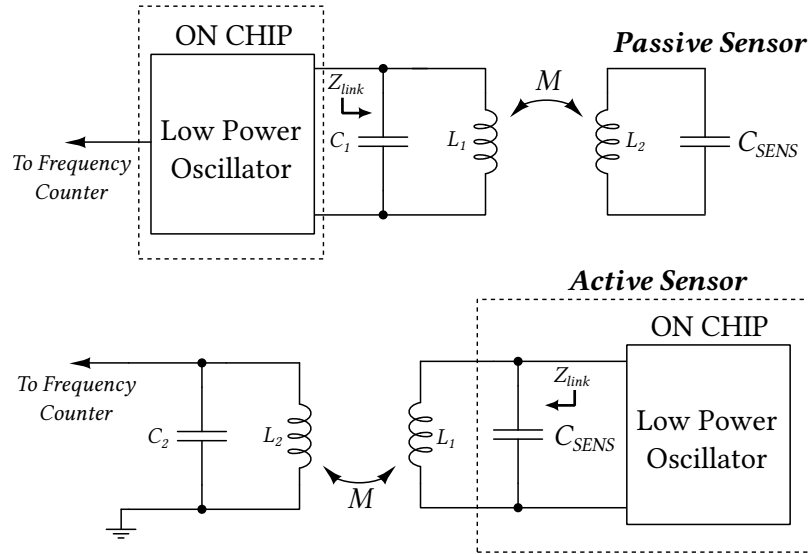 ON CHIP
Passive Sensor
Z_link
M
Low Power
Oscillator
C_1
L_1
L_2
C_SENS
To Frequency
Counter
Active Sensor
ON CHIP
To Frequency
Counter
Z_link
C_2
L_2
L_1
C_SENS
Low Power
Oscillator
M